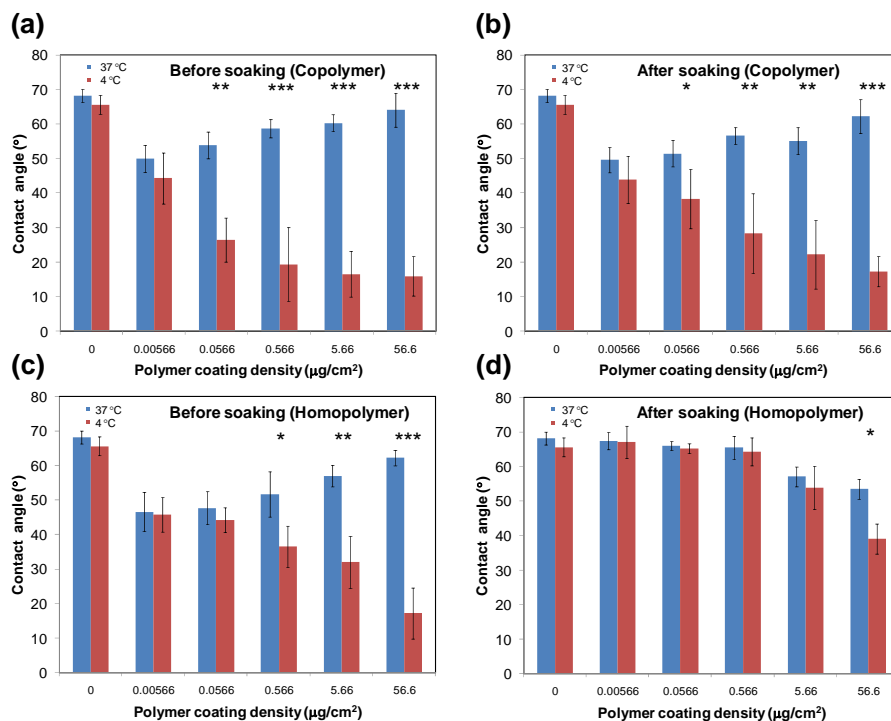 (a)
37 °C
4 °C
Before soaking (Copolymer)
** *** *** ***
80
70
60
50
40
30
20
10
0
Contact angle (°)
0 0.00566 0.0566 0.566 5.66 56.6
Polymer coating density (µg/cm²)
(b)
37 °C
4 °C
After soaking (Copolymer)
* ** ** ***
80
70
60
50
40
30
20
10
0
Contact angle (°)
0 0.00566 0.0566 0.566 5.66 56.6
Polymer coating density (µg/cm²)
(c)
37 °C
4 °C
Before soaking (Homopolymer)
* ** ***
80
70
60
50
40
30
20
10
0
Contact angle (°)
0 0.00566 0.0566 0.566 5.66 56.6
Polymer coating density (µg/cm²)
(d)
37 °C
4 °C
After soaking (Homopolymer)
*
80
70
60
50
40
30
20
10
0
Contact angle (°)
0 0.00566 0.0566 0.566 5.66 56.6
Polymer coating density (µg/cm²)